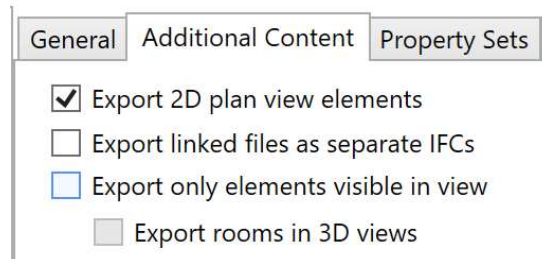 General Additional Content Property Sets
Export 2D plan view elements
Export linked files as separate IFCs
Export only elements visible in view
Export rooms in 3D views